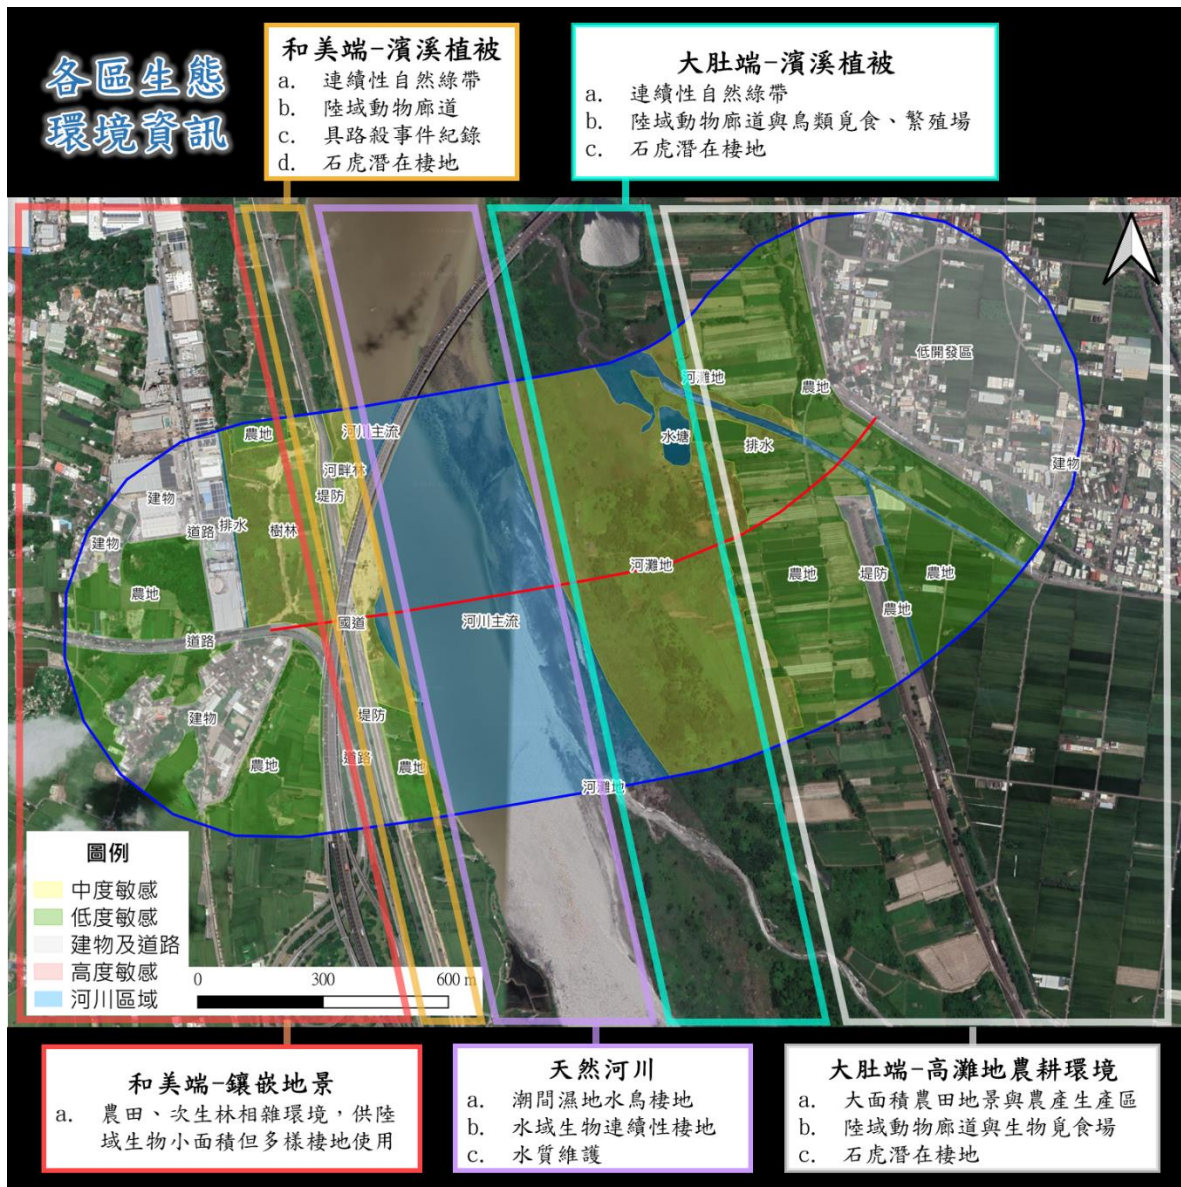 各區生態
環境資訊
和美端-濱溪植被
a. 連續性自然綠帶
b. 陸域動物廊道
c. 具路殺事件紀錄
d. 石虎潛在棲地
大肚端-濱溪植被
a. 連續性自然綠帶
b. 陸域動物廊道與鳥類覓食、繁殖場
c. 石虎潛在棲地
低開發區
河灘地
農地
農地
河川主流
水塘
排水
建物
河畔林
堤防
建物
道路
排水
樹林
建物
農地
河灘地
農地
堤防
農地
農地
國道
河川主流
道路
建物
堤防
農地
道路
農地
河灘地
圖例
中度敏感
低度敏感
建物及道路
高度敏感
河川區域
0 300 600 m
和美端-鑲嵌地景
a. 農田、次生林相雜環境，供陸
域生物小面積但多樣棲地使用
天然河川
a. 潮間濕地水鳥棲地
b. 水域生物連續性棲地
c. 水質維護
大肚端-高灘地農耕環境
a. 大面積農田地景與農產生產區
b. 陸域動物廊道與生物覓食場
c. 石虎潛在棲地